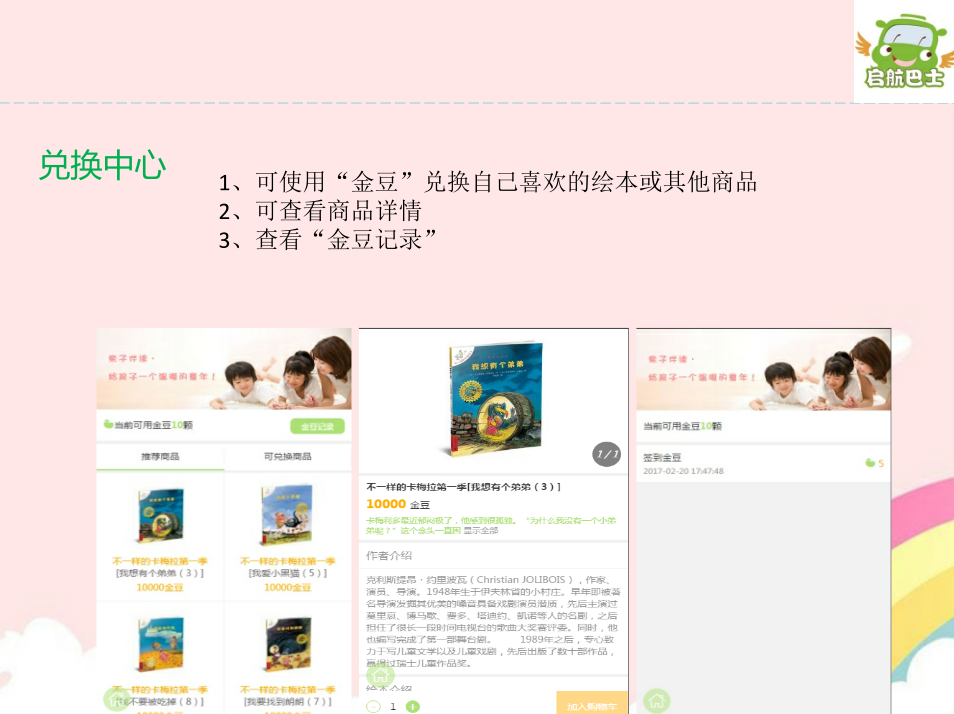 启航巴士
兑换中心
1、可使用“金豆”兑换自己喜欢的绘本或其他商品
2、可查看商品详情
3、查看“金豆记录”
亲子伴读·
给孩子一个温暖的童年！
当前可用金豆10颗
金豆记录
推荐商品
可兑换商品
不一样的卡梅拉第一季
[我想有个弟弟（3）]
10000金豆
不一样的卡梅拉第一季
[我爱小黑猫（5）]
10000金豆
不一样的卡梅拉第一季
[我不要被吃掉（8）]
不一样的卡梅拉第一季
[我要找到朗朗（7）]
我想有个弟弟
1/1
不一样的卡梅拉第一季[我想有个弟弟（3）]
10000 金豆
卡梅利多最近郁闷极了，他感到很孤独。“为什么我没有一个小弟
弟呢？”这个念头一直困 显示全部
作者介绍
克利斯提昂·约里波瓦（Christian JOLIBOIS），作家、
演员、导演。1948年生于伊夫林省的小村庄。早年即被著
名导演发掘其优美的嗓音具备戏剧演员潜质，先后主演过
莫里哀、博马歇、费多、塔迪约、凯诺等人的名剧，之后
担任了很长一段时间电视台的歌曲大奖赛评委。同时，他
也编写完成了第一部舞台剧。 1989年之后，专心致
力于写儿童文学以及儿童戏剧，先后出版了数十部作品，
赢得过瑞士儿童作品奖。
绘本介绍
1
加入购物车
亲子伴读·
给孩子一个温暖的童年！
当前可用金豆10颗
签到金豆
2017-02-20 17:47:48
5